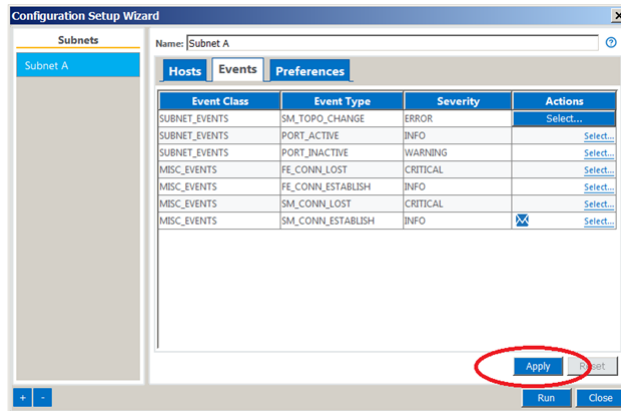 Configuration Setup Wizard
Subnets
Subnet A
Name: Subnet A
Hosts Events Preferences
Event Class Event Type Severity Actions
SUBNET_EVENTS SM_TOPO_CHANGE ERROR Select...
SUBNET_EVENTS PORT_ACTIVE INFO Select...
SUBNET_EVENTS PORT_INACTIVE WARNING Select...
MISC_EVENTS FE_CONN_LOST CRITICAL Select...
MISC_EVENTS FE_CONN_ESTABLISH INFO Select...
MISC_EVENTS SM_CONN_LOST CRITICAL Select...
MISC_EVENTS SM_CONN_ESTABLISH INFO Select...
Apply Reset
+ - Run Close